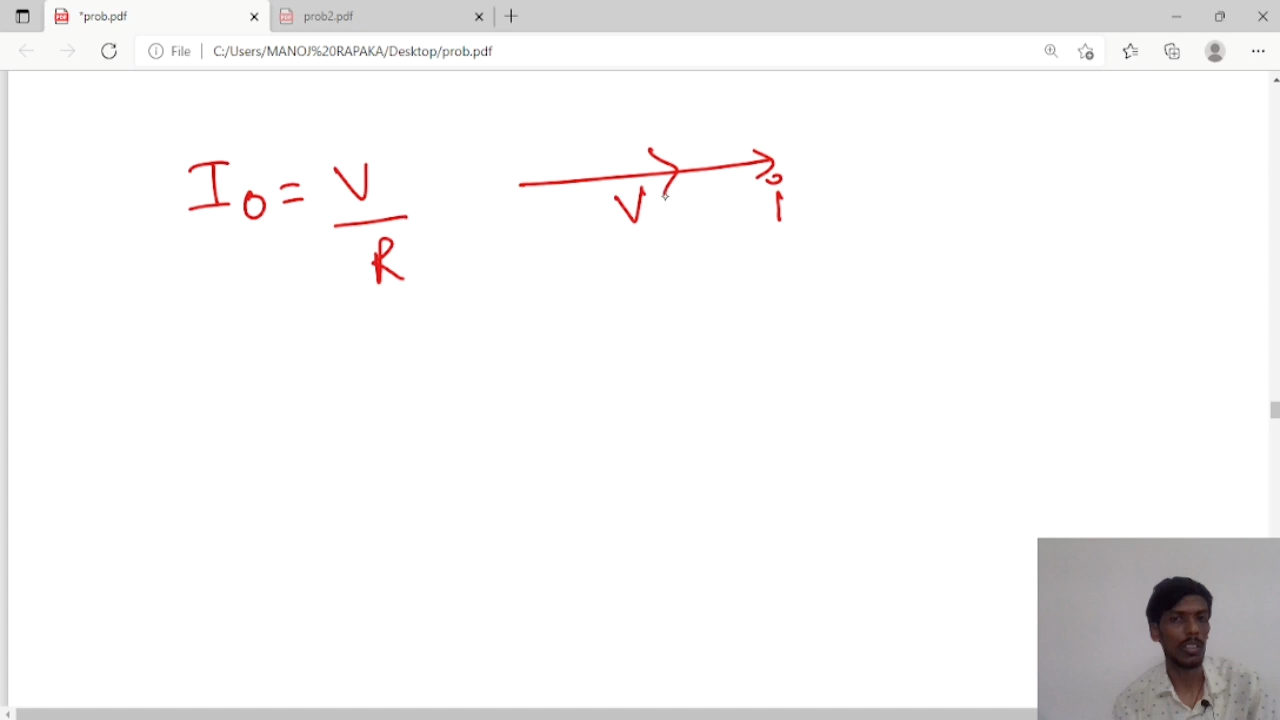 *prob.pdf
prob2.pdf
File
C:/Users/MANOJ%20RAPAKA/Desktop/prob.pdf
I₀ = V
R
V
i